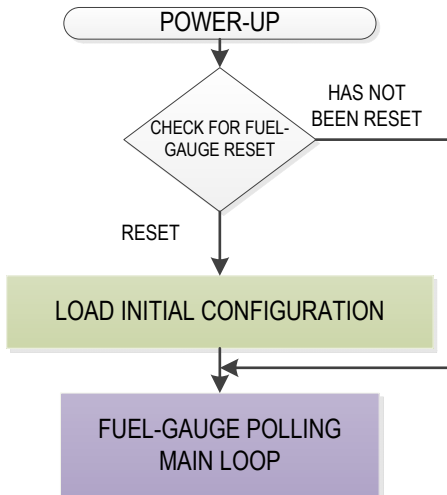 POWER-UP
CHECK FOR FUEL-
GAUGE RESET
HAS NOT
BEEN RESET
RESET
LOAD INITIAL CONFIGURATION
FUEL-GAUGE POLLING
MAIN LOOP